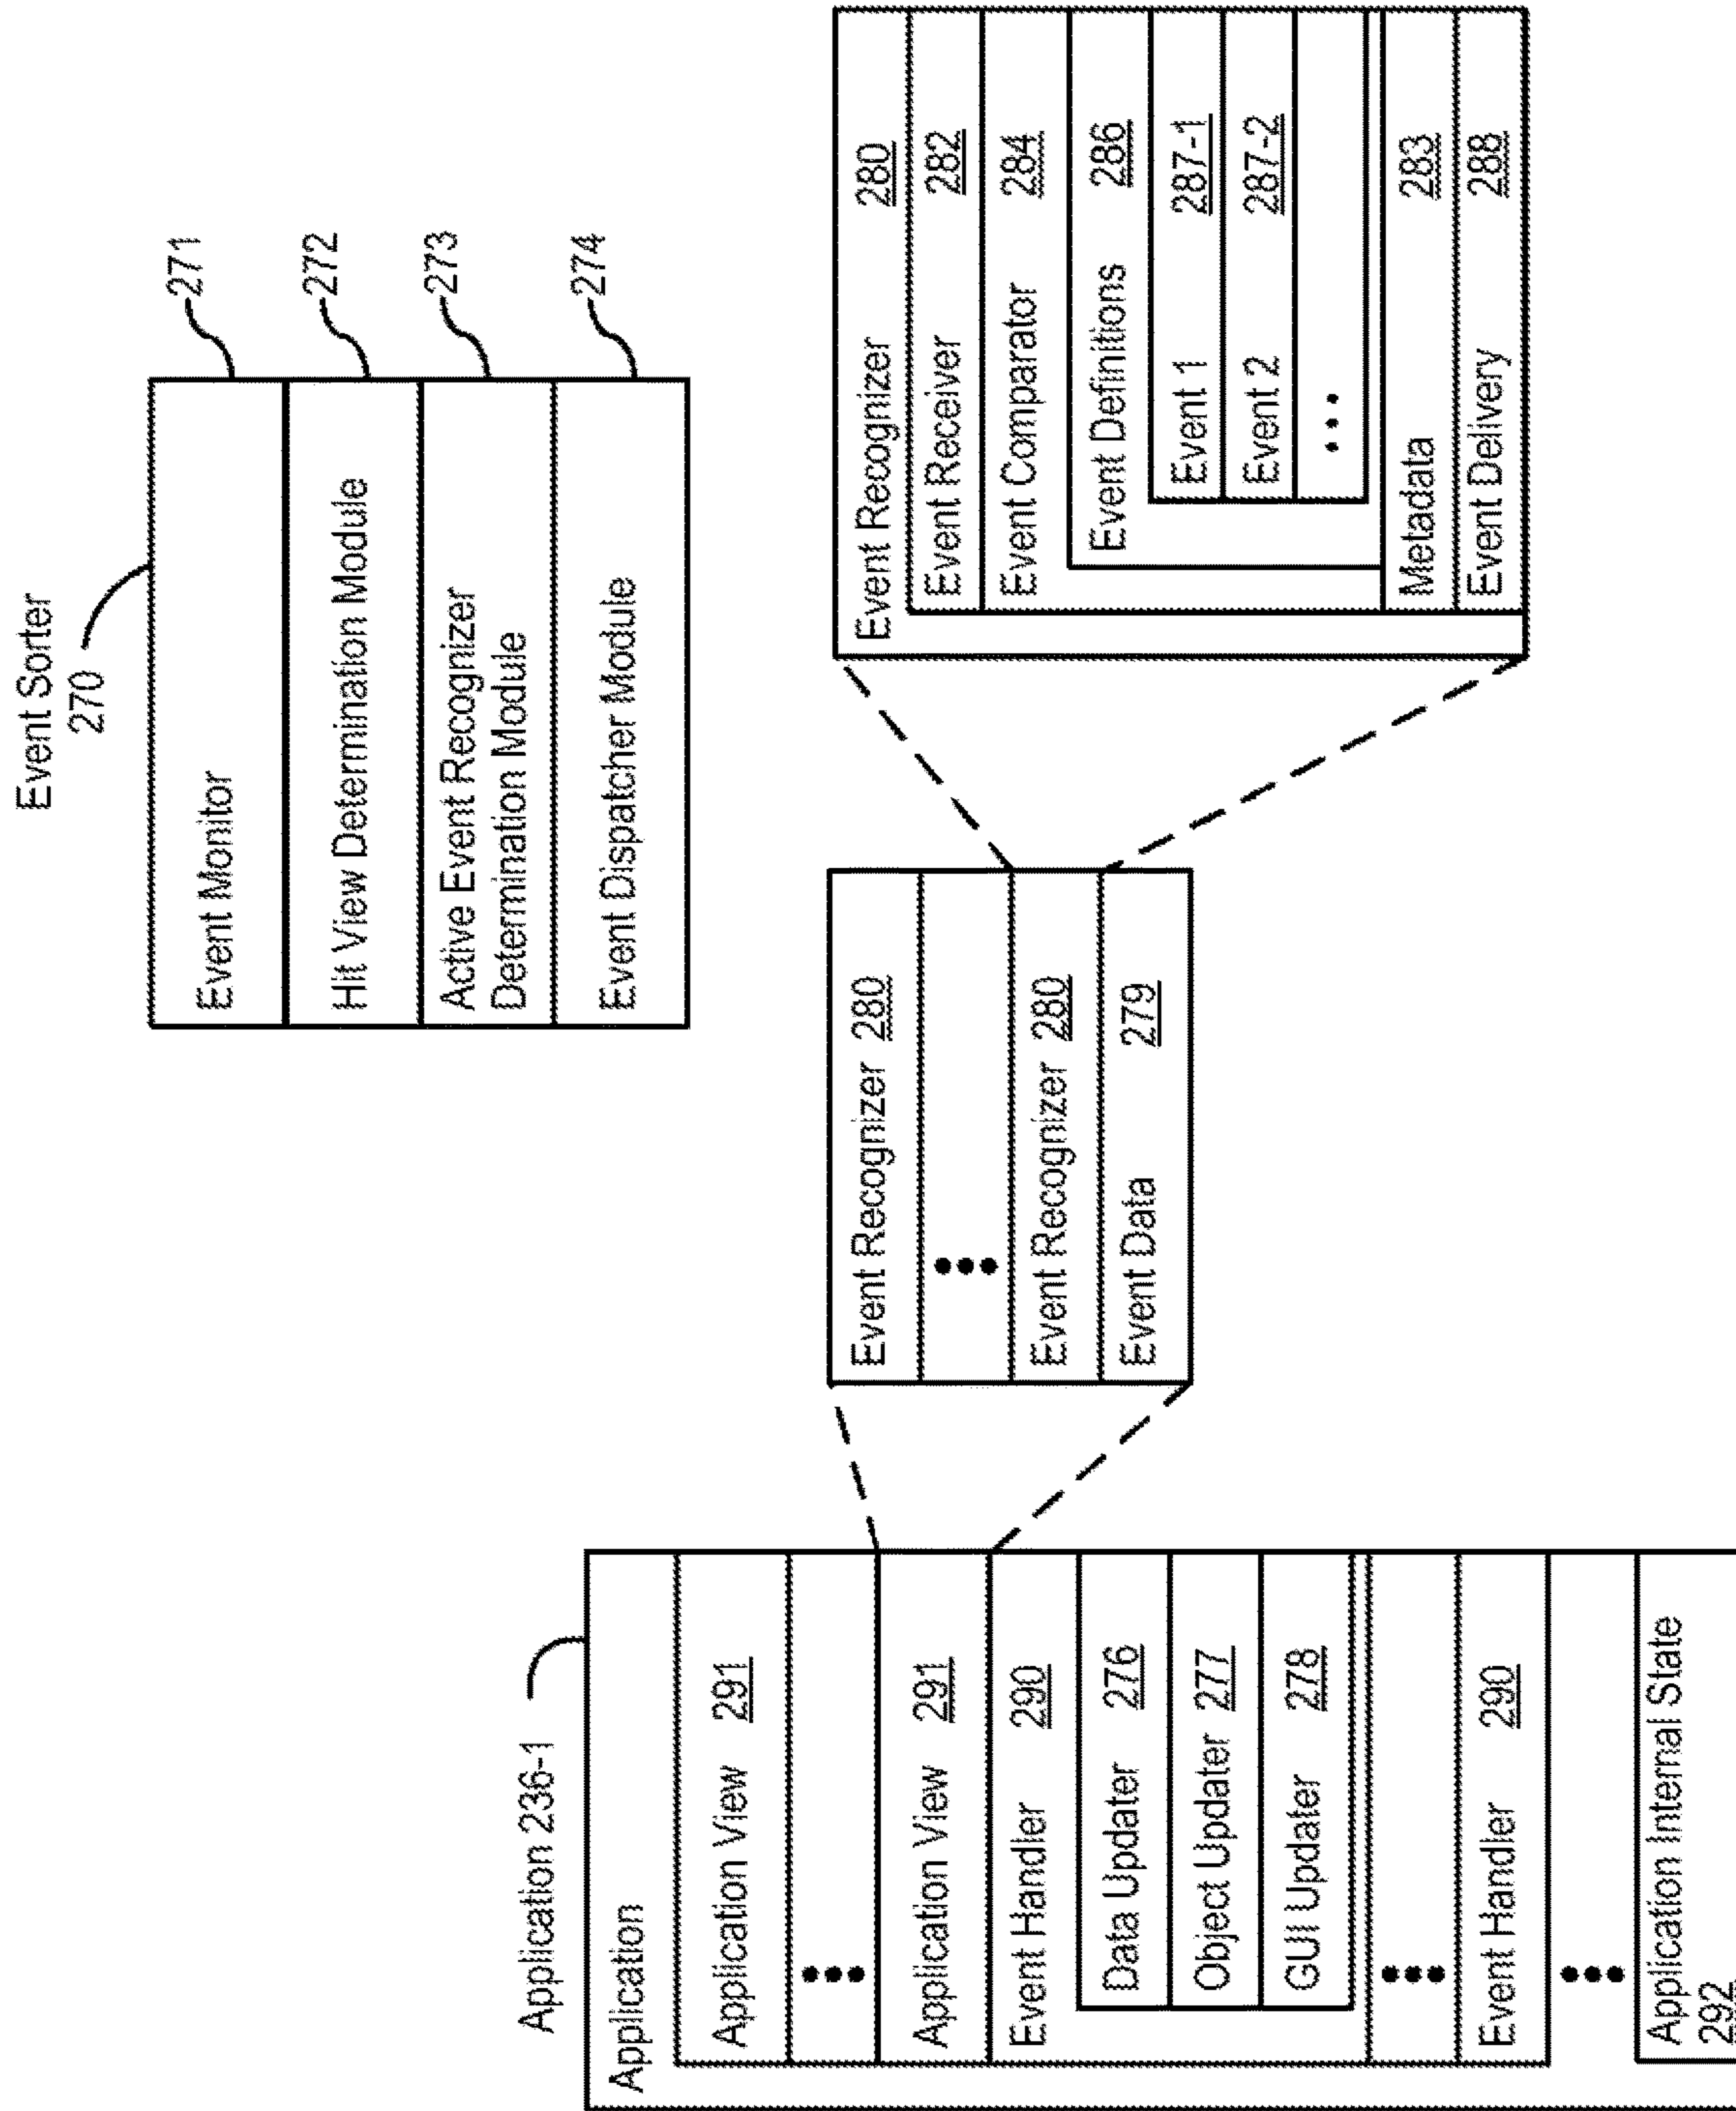 Event Sorter
270
Event Monitor
271
Hit View Determination Module
272
Active Event Recognizer
Determination Module
273
Event Dispatcher Module
274
Application 236-1
Application
Application View 291
•••
Application View 291
Event Handler 290
Data Updater 276
Object Updater 277
GUI Updater 278
•••
Event Handler 290
•••
Application Internal State
292
Event Recognizer 280
•••
Event Recognizer 280
Event Data 279
Event Recognizer 280
Event Receiver 282
Event Comparator 284
Event Definitions 286
Event 1 287-1
Event 2 287-2
•••
Metadata 283
Event Delivery 288